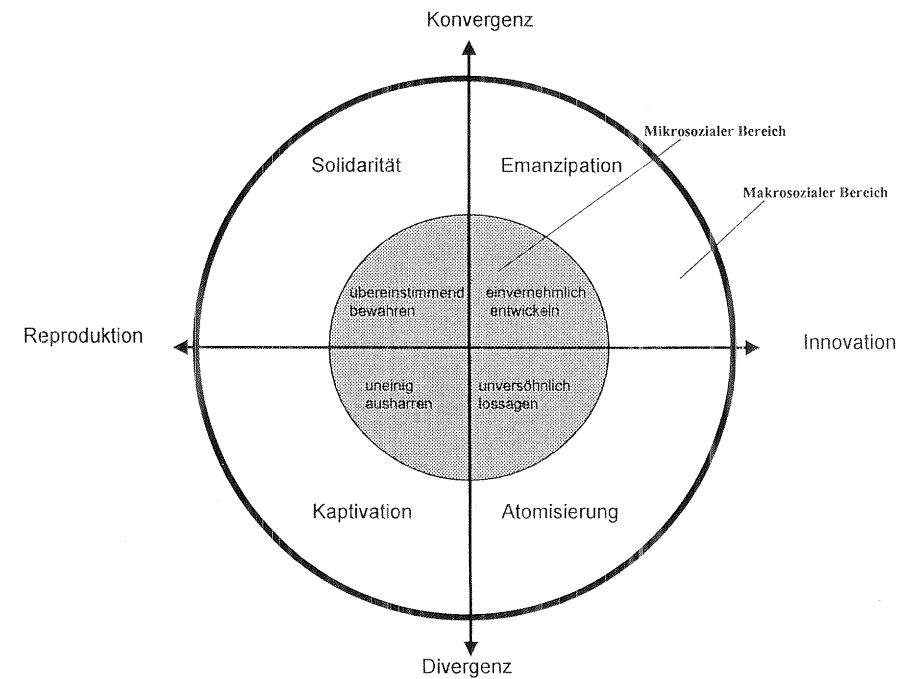 Konvergenz
Mikrosozialer Bereich
Solidarität
Emanzipation
Makrosozialer Bereich
übereinstimmend
bewahren
einvernehmlich
entwickeln
Reproduktion
Innovation
uneinig
ausharren
unversöhnlich
lossagen
Kaptivation
Atomisierung
Divergenz